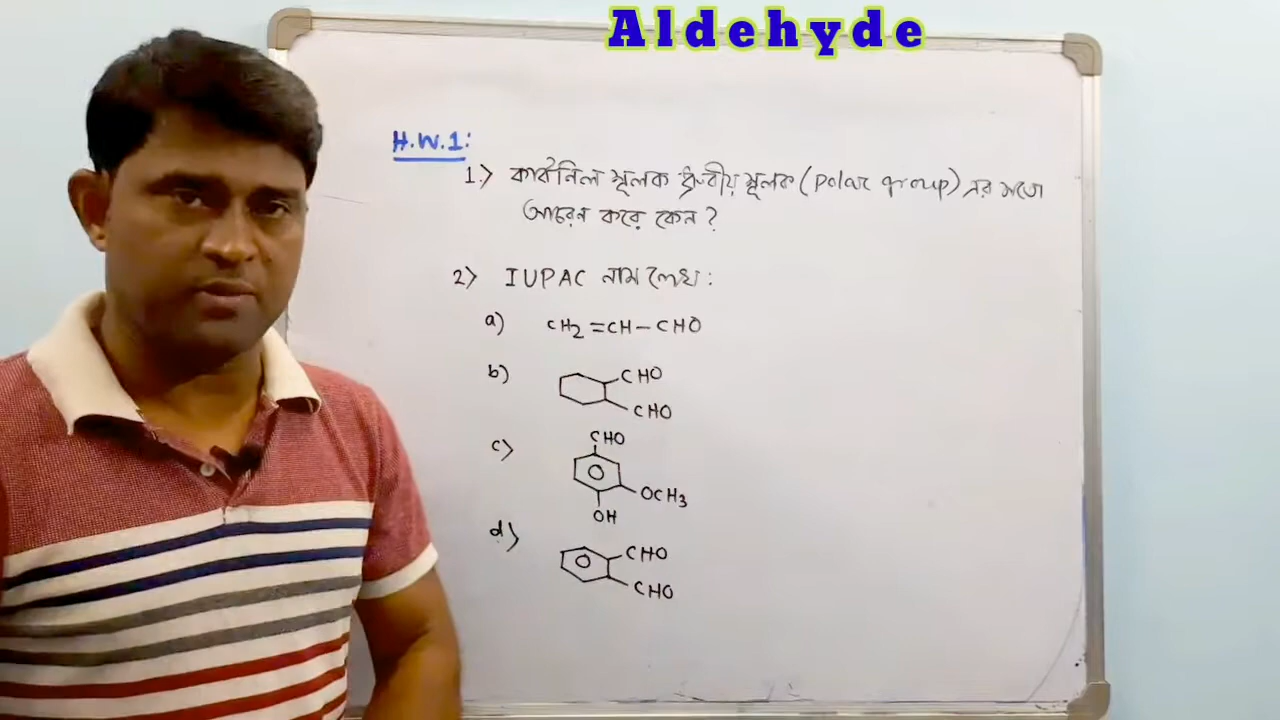 Aldehyde
H.W.1:
1.> কার্বনিল মূলক ধ্রুবীয় মূলক (polar group) এর মতো
আচরন করে কেন ?
2> IUPAC নাম লেখ :
a) CH₂=CH-CHO
b) CHO
CHO
c) CHO
OCH₃
OH
d) CHO
CHO